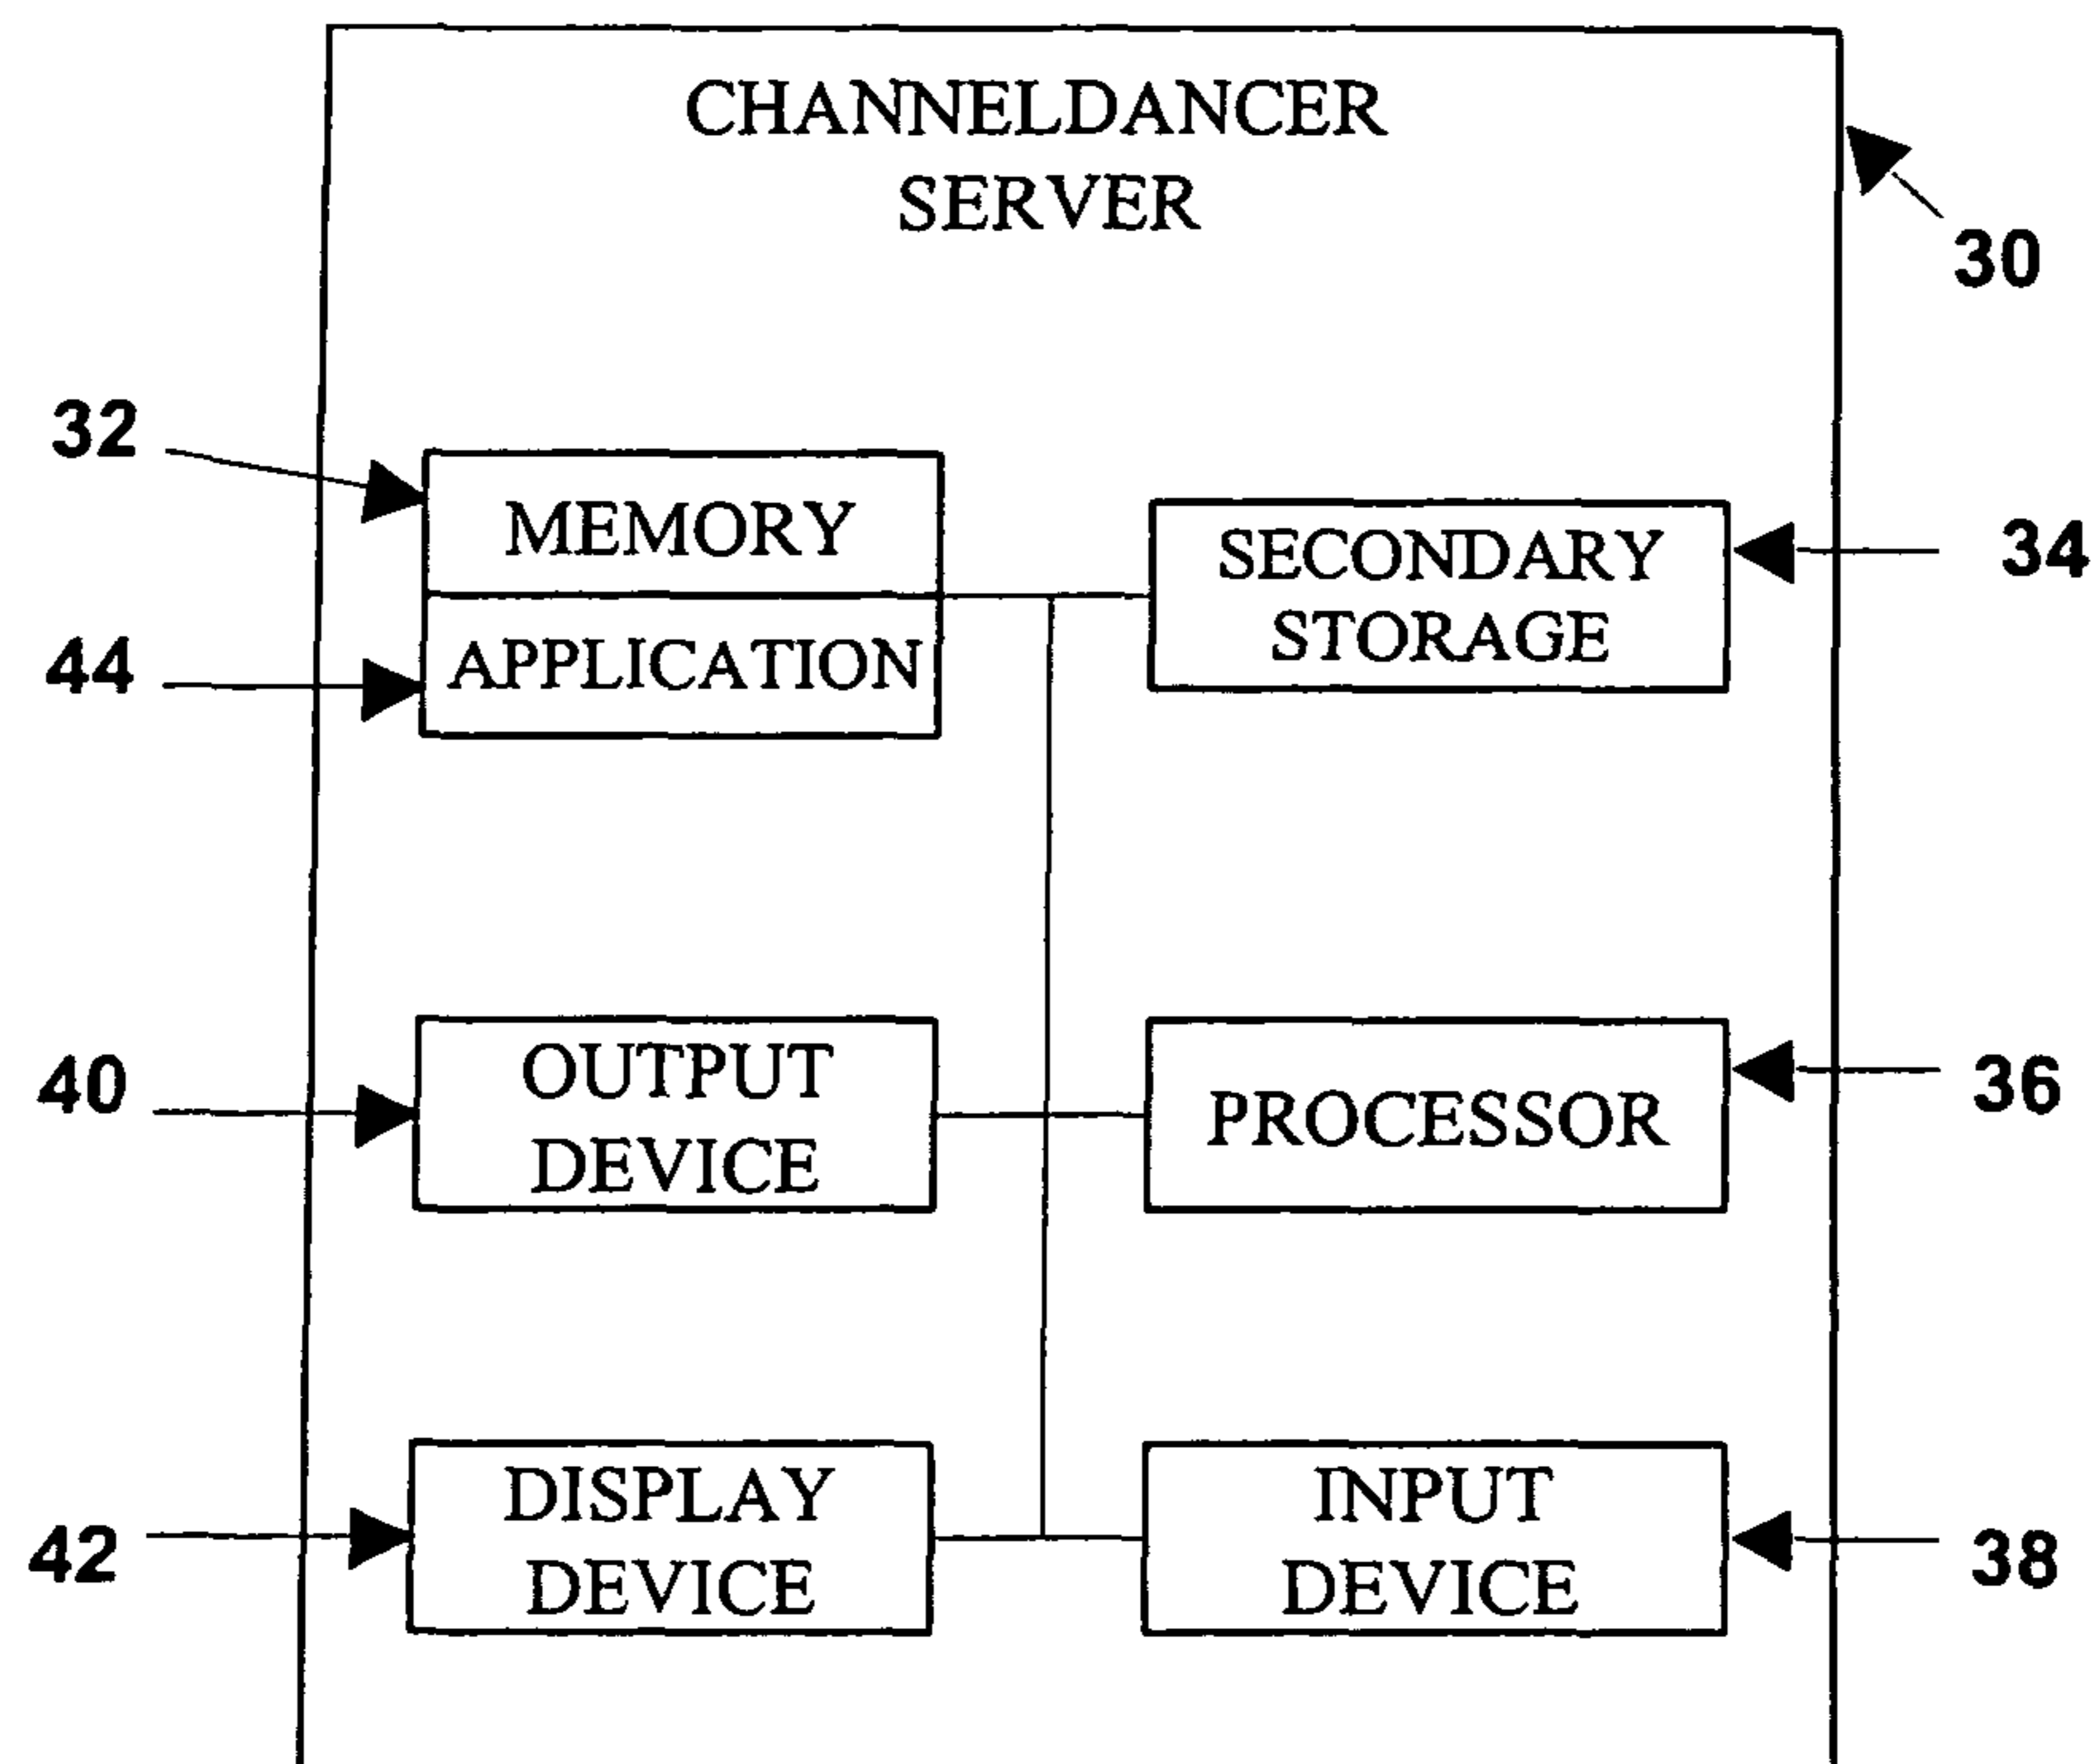 CHANNELDANCER
SERVER
30
32
MEMORY
SECONDARY
STORAGE
34
44
APPLICATION
40
OUTPUT
DEVICE
PROCESSOR
36
42
DISPLAY
DEVICE
INPUT
DEVICE
38